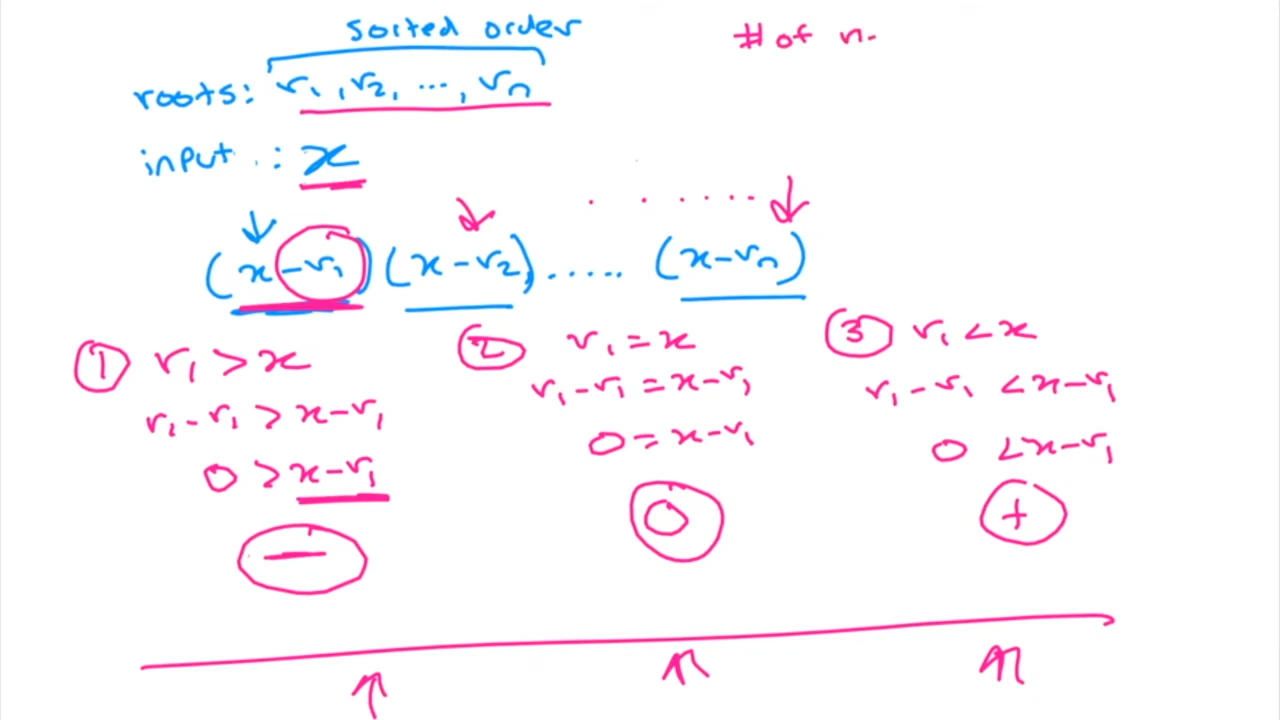 sorted order
# of n.
roots: r₁, r₂, ..., rₙ
input : x
(x-r₁)(x-r₂).....(x-rₙ)
① r₁ > x
r₁-r₁ > x-r₁
0 > x-r₁
−
② r₁ = x
r₁-r₁ = x-r₁
0 = x-r₁
0
③ r₁ < x
r₁-r₁ < x-r₁
0 < x-r₁
+